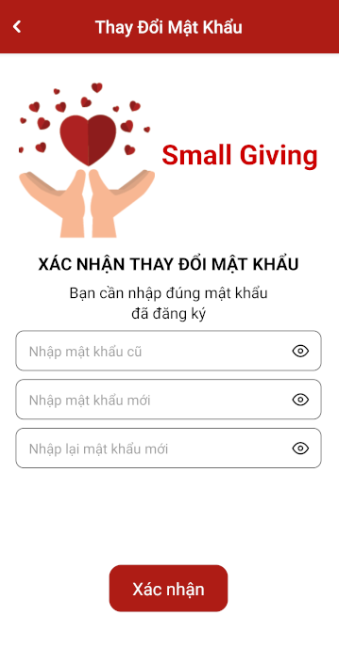 Thay Đổi Mật Khẩu
Small Giving
XÁC NHẬN THAY ĐỔI MẬT KHẨU
Bạn cần nhập đúng mật khẩu
đã đăng ký
Nhập mật khẩu cũ
Nhập mật khẩu mới
Nhập lại mật khẩu mới
Xác nhận